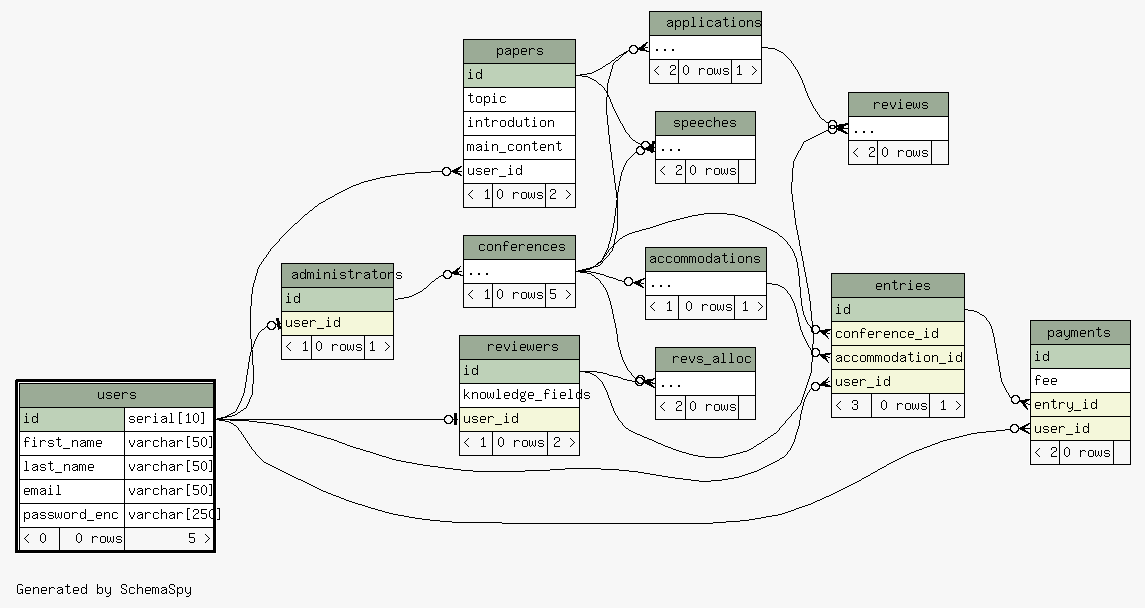 applications
...
< 2 0 rows 1 >
papers
id
topic
introdution
main_content
user_id
< 1 0 rows 2 >
speeches
...
< 2 0 rows
reviews
...
< 2 0 rows
conferences
...
< 1 0 rows 5 >
accommodations
...
< 1 0 rows 1 >
administrators
id
user_id
< 1 0 rows 1 >
entries
id
conference_id
accommodation_id
user_id
< 3 0 rows 1 >
reviewers
id
knowledge_fields
user_id
< 1 0 rows 2 >
revs_alloc
...
< 2 0 rows
payments
id
fee
entry_id
user_id
< 2 0 rows
users
id serial[10]
first_name varchar[50]
last_name varchar[50]
email varchar[50]
password_enc varchar[250]
< 0 0 rows 5 >
Generated by SchemaSpy